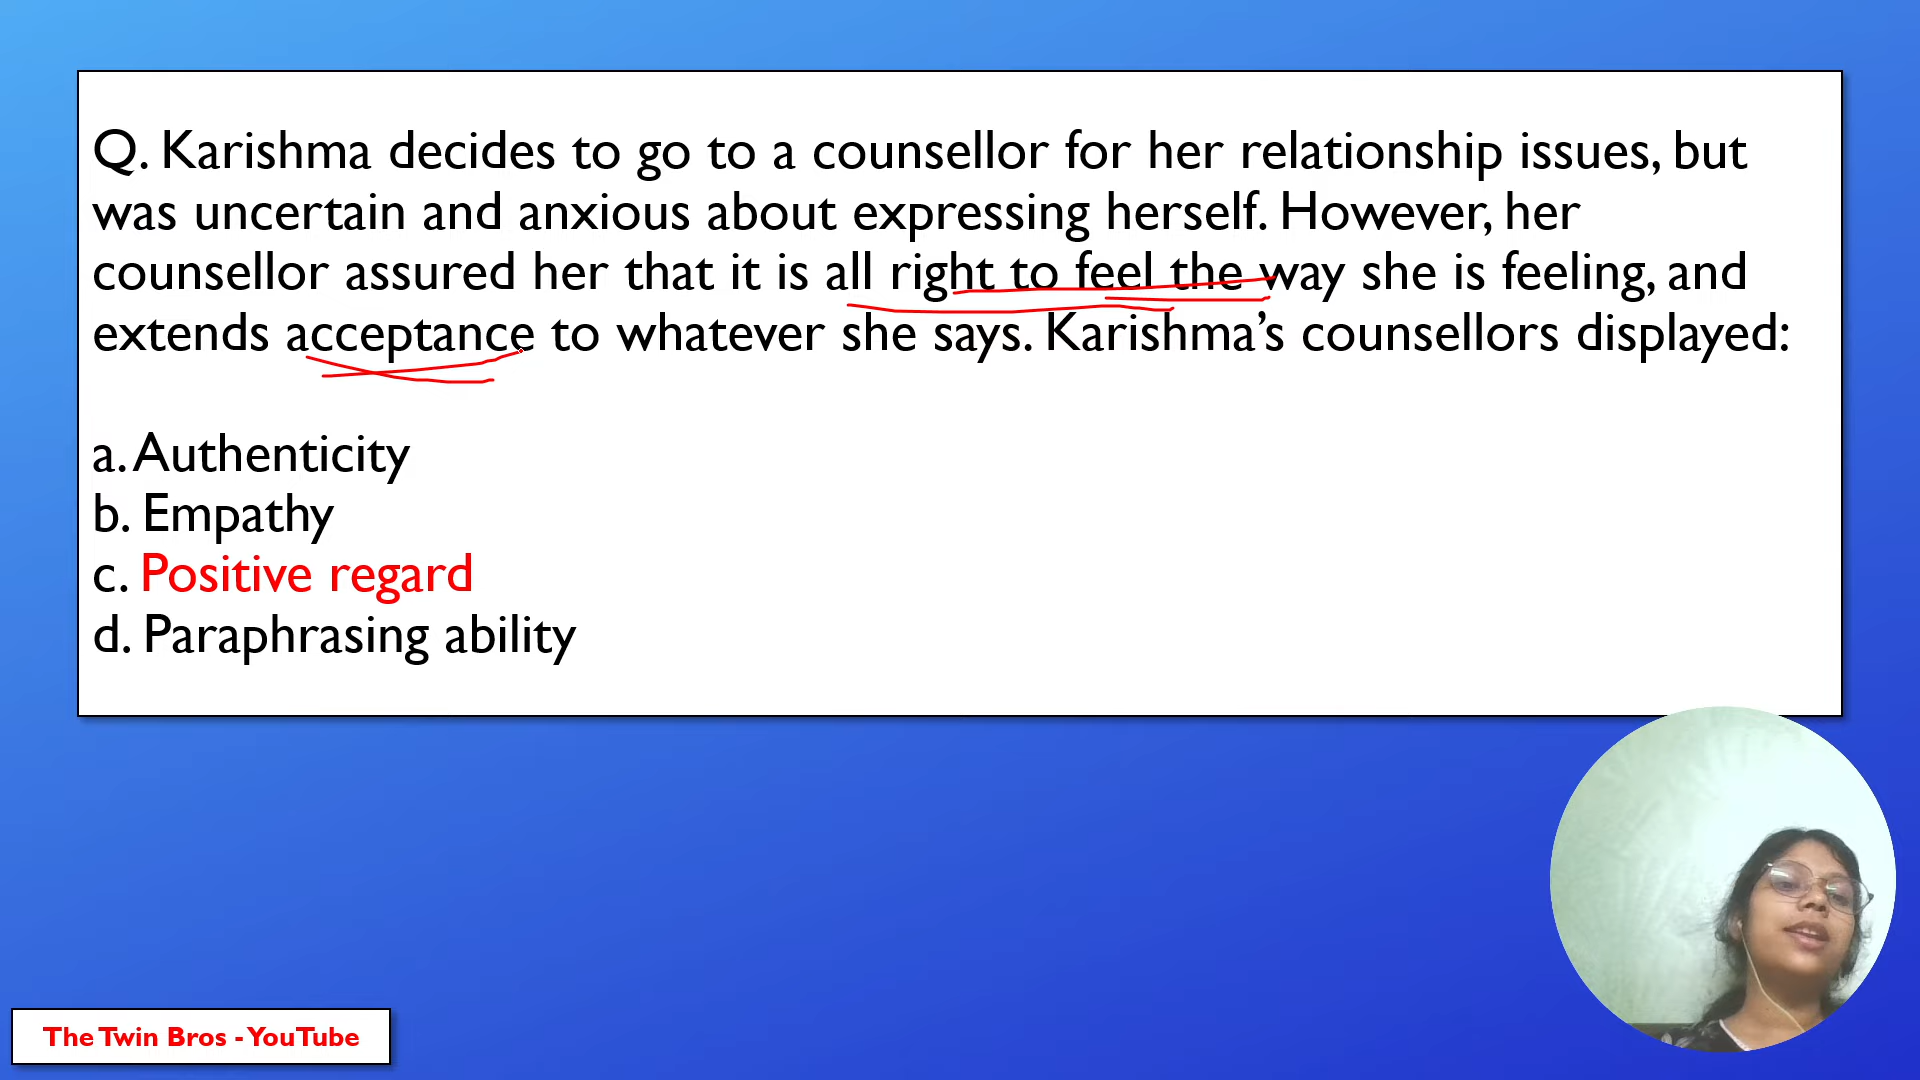 Q. Karishma decides to go to a counsellor for her relationship issues, but
was uncertain and anxious about expressing herself. However, her
counsellor assured her that it is all right to feel the way she is feeling, and
extends acceptance to whatever she says. Karishma’s counsellors displayed:
a. Authenticity
b. Empathy
c. Positive regard
d. Paraphrasing ability
The Twin Bros - YouTube